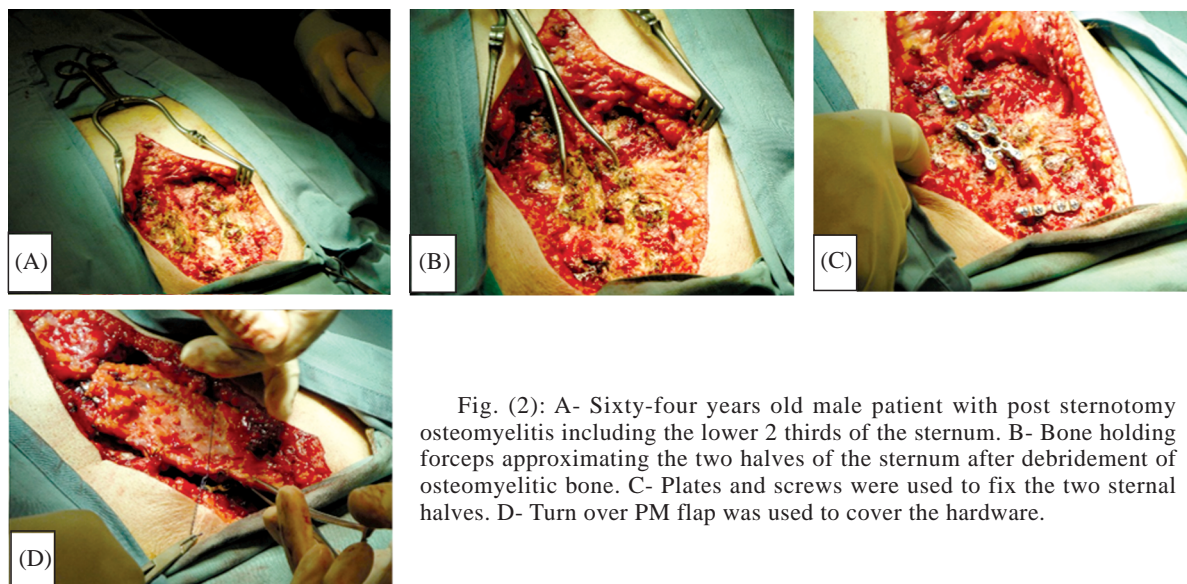 (A)
(B)
(C)
(D)
Fig. (2): A- Sixty-four years old male patient with post sternotomy
osteomyelitis including the lower 2 thirds of the sternum. B- Bone holding
forceps approximating the two halves of the sternum after debridement of
osteomyelitic bone. C- Plates and screws were used to fix the two sternal
halves. D- Turn over PM flap was used to cover the hardware.